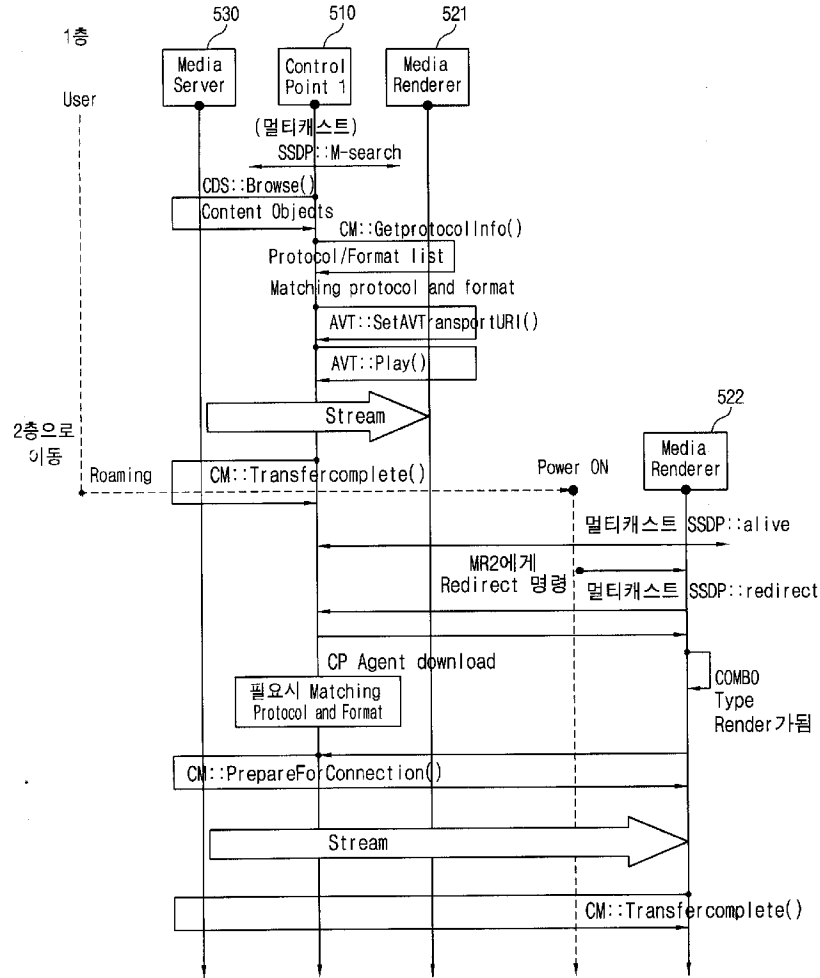 530
510
521
1층
Media
Server
Control
Point 1
Media
Renderer
User
(멀티캐스트)
SSDP::M-search
CDS::Browse()
Content Objects
CM::GetprotocolInfo()
Protocol/Format list
Matching protocol and format
AVT::SetAVTransportURI()
AVT::Play()
Stream
522
2층으로
이동
Media
Renderer
Roaming
CM::Transfercomplete()
Power ON
멀티캐스트 SSDP::alive
MR2에게
Redirect 명령
멀티캐스트 SSDP::redirect
CP Agent download
필요시 Matching
Protocol and Format
COMBO
Type
Render가됨
CM::PrepareForConnection()
Stream
CM::Transfercomplete()